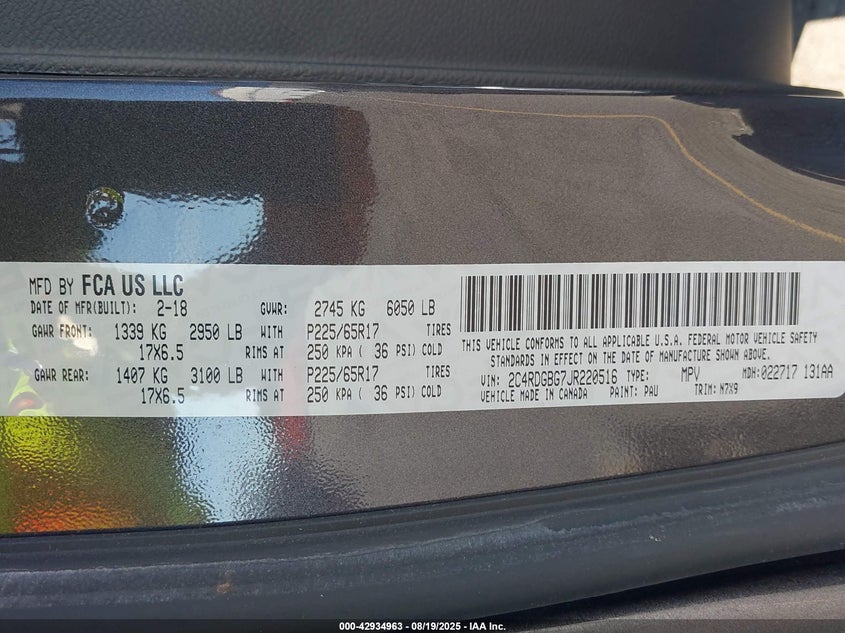 MFD BY FCA US LLC
DATE OF MFR(BUILT): 2-18 GVWR: 2745 KG 6050 LB
GAWR FRONT: 1339 KG 2950 LB WITH P225/65R17 TIRES
17X6.5 RIMS AT 250 KPA ( 36 PSI) COLD
GAWR REAR: 1407 KG 3100 LB WITH P225/65R17 TIRES
17X6.5 RIMS AT 250 KPA ( 36 PSI) COLD
THIS VEHICLE CONFORMS TO ALL APPLICABLE U.S.A. FEDERAL MOTOR VEHICLE SAFETY
STANDARDS IN EFFECT ON THE DATE OF MANUFACTURE SHOWN ABOVE.
VIN: 2C4RDGBG7JR220516 TYPE: MPV MDH: 022717 131AA
VEHICLE MADE IN CANADA PAINT: PAU TRIM: N7X9
000-42934963 - 08/19/2025 - IAA Inc.